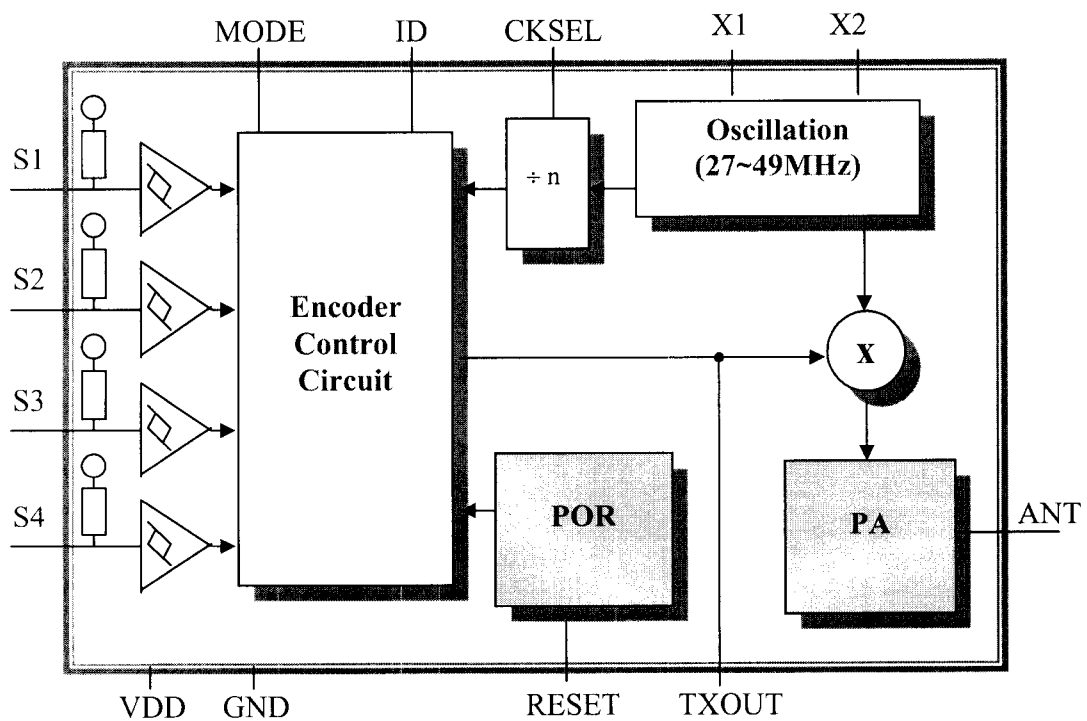 MODE ID CKSEL X1 X2
S1
Oscillation
(27~49MHz)
÷ n
S2
Encoder
Control
Circuit
X
S3
S4
POR
PA
ANT
VDD GND RESET TXOUT